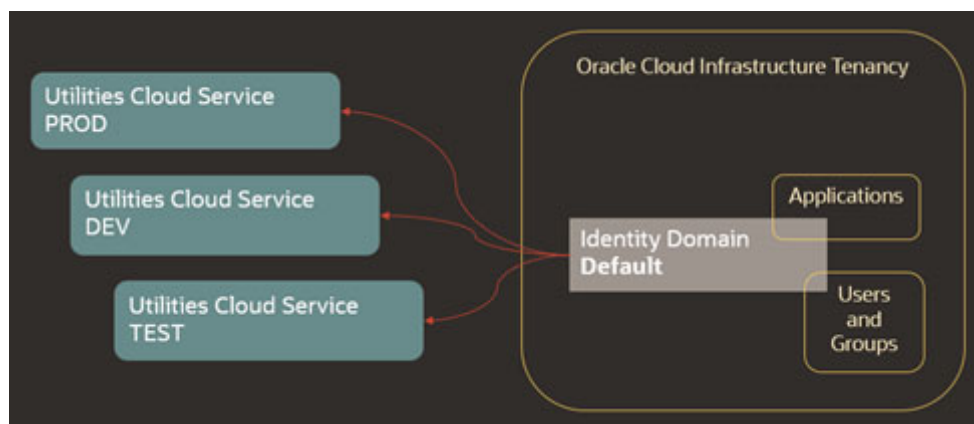 Utilities Cloud Service
PROD
Utilities Cloud Service
DEV
Utilities Cloud Service
TEST
Oracle Cloud Infrastructure Tenancy
Applications
Identity Domain
Default
Users
and
Groups